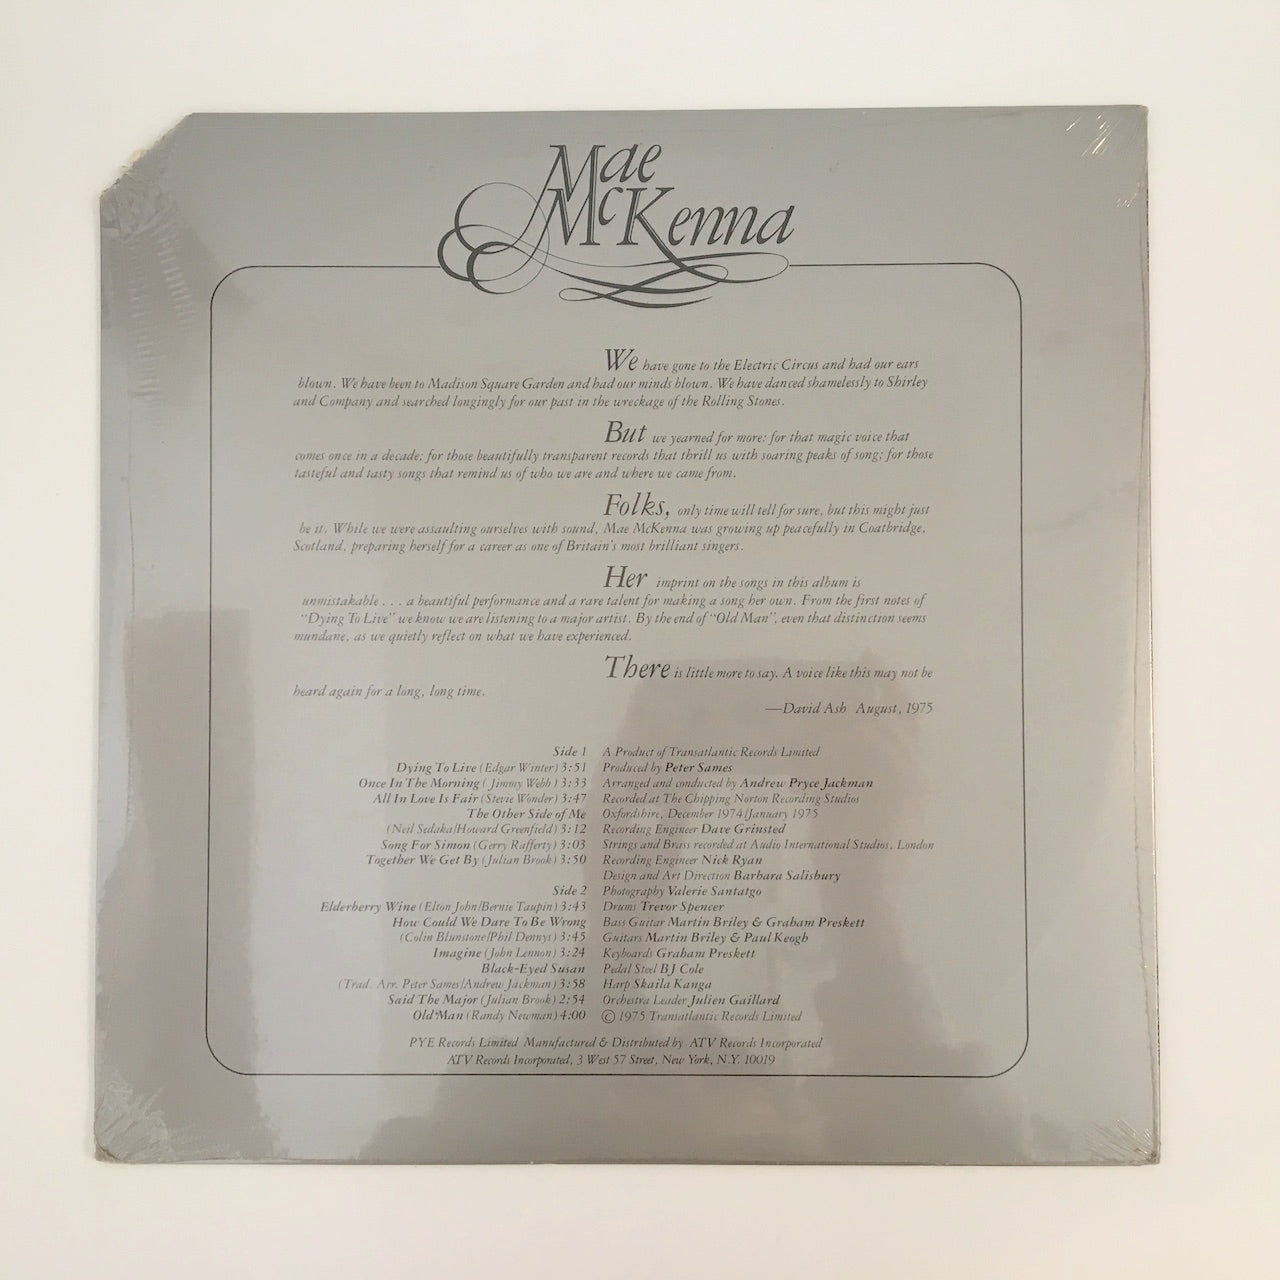 Mae
McKenna
We have gone to the Electric Circus and had our ears
blown. We have been to Madison Square Garden and had our minds blown. We have danced shamelessly to Shirley
and Company and searched longingly for our past in the wreckage of the Rolling Stones.
But we yearned for more: for that magic voice that
comes once in a decade; for those beautifully transparent records that thrill us with soaring peaks of song; for those
tasteful and tasty songs that remind us of who we are and where we came from.
Folks, only time will tell for sure, but this might just
be it. While we were assaulting ourselves with sound, Mae McKenna was growing up peacefully in Coatbridge,
Scotland, preparing herself for a career as one of Britain's most brilliant singers.
Her imprint on the songs in this album is
unmistakable . . . a beautiful performance and a rare talent for making a song her own. From the first notes of
"Dying To Live" we know we are listening to a major artist. By the end of "Old Man", even that distinction seems
mundane, as we quietly reflect on what we have experienced.
There is little more to say. A voice like this may not be
heard again for a long, long time.
—David Ash August, 1975
Side 1
Dying To Live (Edgar Winter) 3:51
Once In The Morning (Jimmy Webb) 3:33
All In Love Is Fair (Stevie Wonder) 3:47
The Other Side of Me
(Neil Sedaka/Howard Greenfield) 3:12
Song For Simon (Gerry Rafferty) 3:03
Together We Get By (Julian Brook) 3:50
Side 2
Elderberry Wine (Elton John/Bernie Taupin) 3:43
How Could We Dare To Be Wrong
(Colin Blunstone/Phil Dennys) 3:45
Imagine (John Lennon) 3:24
Black-Eyed Susan
(Trad. Arr. Peter Sames/Andrew Jackman) 3:58
Said The Major (Julian Brook) 2:54
Old Man (Randy Newman) 4:00
A Product of Transatlantic Records Limited
Produced by Peter Sames
Arranged and conducted by Andrew Pryce Jackman
Recorded at The Chipping Norton Recording Studios
Oxfordshire, December 1974/January 1975
Recording Engineer Dave Grinsted
Strings and Brass recorded at Audio International Studios, London
Recording Engineer Nick Ryan
Design and Art Direction Barbara Salisbury
Photography Valerie Santagto
Drums Trevor Spencer
Bass Guitar Martin Briley & Graham Preskett
Guitars Martin Briley & Paul Keogh
Keyboards Graham Preskett
Pedal Steel BJ Cole
Harp Skaila Kanga
Orchestra Leader Julien Gaillard
© 1975 Transatlantic Records Limited
PYE Records Limited Manufactured & Distributed by ATV Records Incorporated
ATV Records Incorporated, 3 West 57 Street, New York, N.Y. 10019